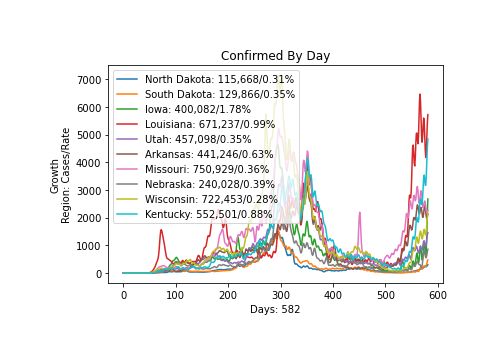 Confirmed By Day
7000
6000
5000
4000
3000
2000
1000
0
Growth
Region: Cases/Rate
North Dakota: 115,668/0.31%
South Dakota: 129,866/0.35%
Iowa: 400,082/1.78%
Louisiana: 671,237/0.99%
Utah: 457,098/0.35%
Arkansas: 441,246/0.63%
Missouri: 750,929/0.36%
Nebraska: 240,028/0.39%
Wisconsin: 722,453/0.28%
Kentucky: 552,501/0.88%
0 100 200 300 400 500 600
Days: 582